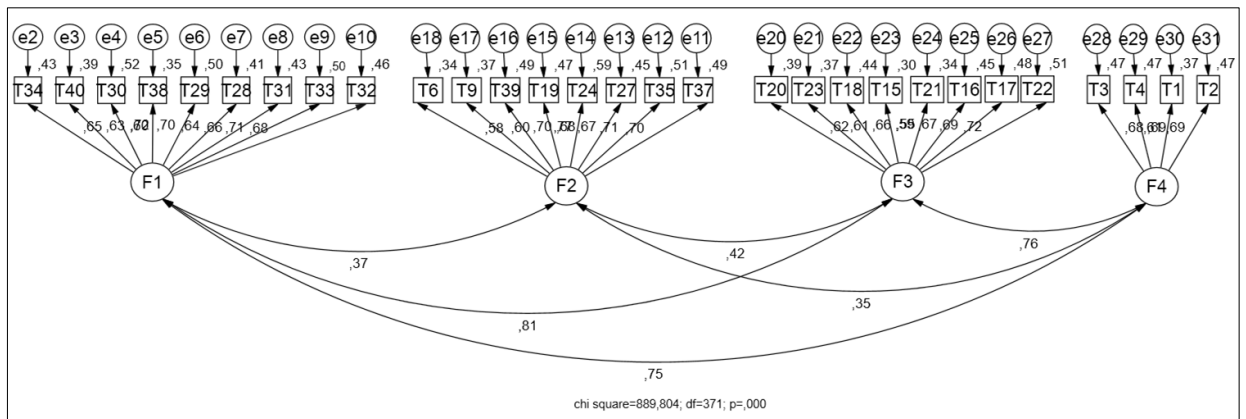 e2 e3 e4 e5 e6 e7 e8 e9 e10 e18 e17 e16 e15 e14 e13 e12 e11 e20 e21 e22 e23 e24 e25 e26 e27 e28 e29 e30 e31
,43 ,39 ,52 ,35 ,50 ,41 ,43 ,50 ,46 ,34 ,37 ,49 ,47 ,59 ,45 ,51 ,49 ,39 ,37 ,44 ,30 ,34 ,45 ,48 ,51 ,47 ,47 ,37 ,47
T34 T40 T30 T38 T29 T28 T31 T33 T32 T6 T9 T39 T19 T24 T27 T35 T37 T20 T23 T18 T15 T21 T16 T17 T22 T3 T4 T1 T2
,65 ,63 ,70 ,64 ,66 ,71 ,68 ,58 ,60 ,70 ,67 ,71 ,70 ,62 ,61 ,66 ,67 ,69 ,72 ,68 ,69
F1 F2 F3 F4
,37 ,42 ,76
,35
,81
,75
chi square=889,804; df=371; p=,000